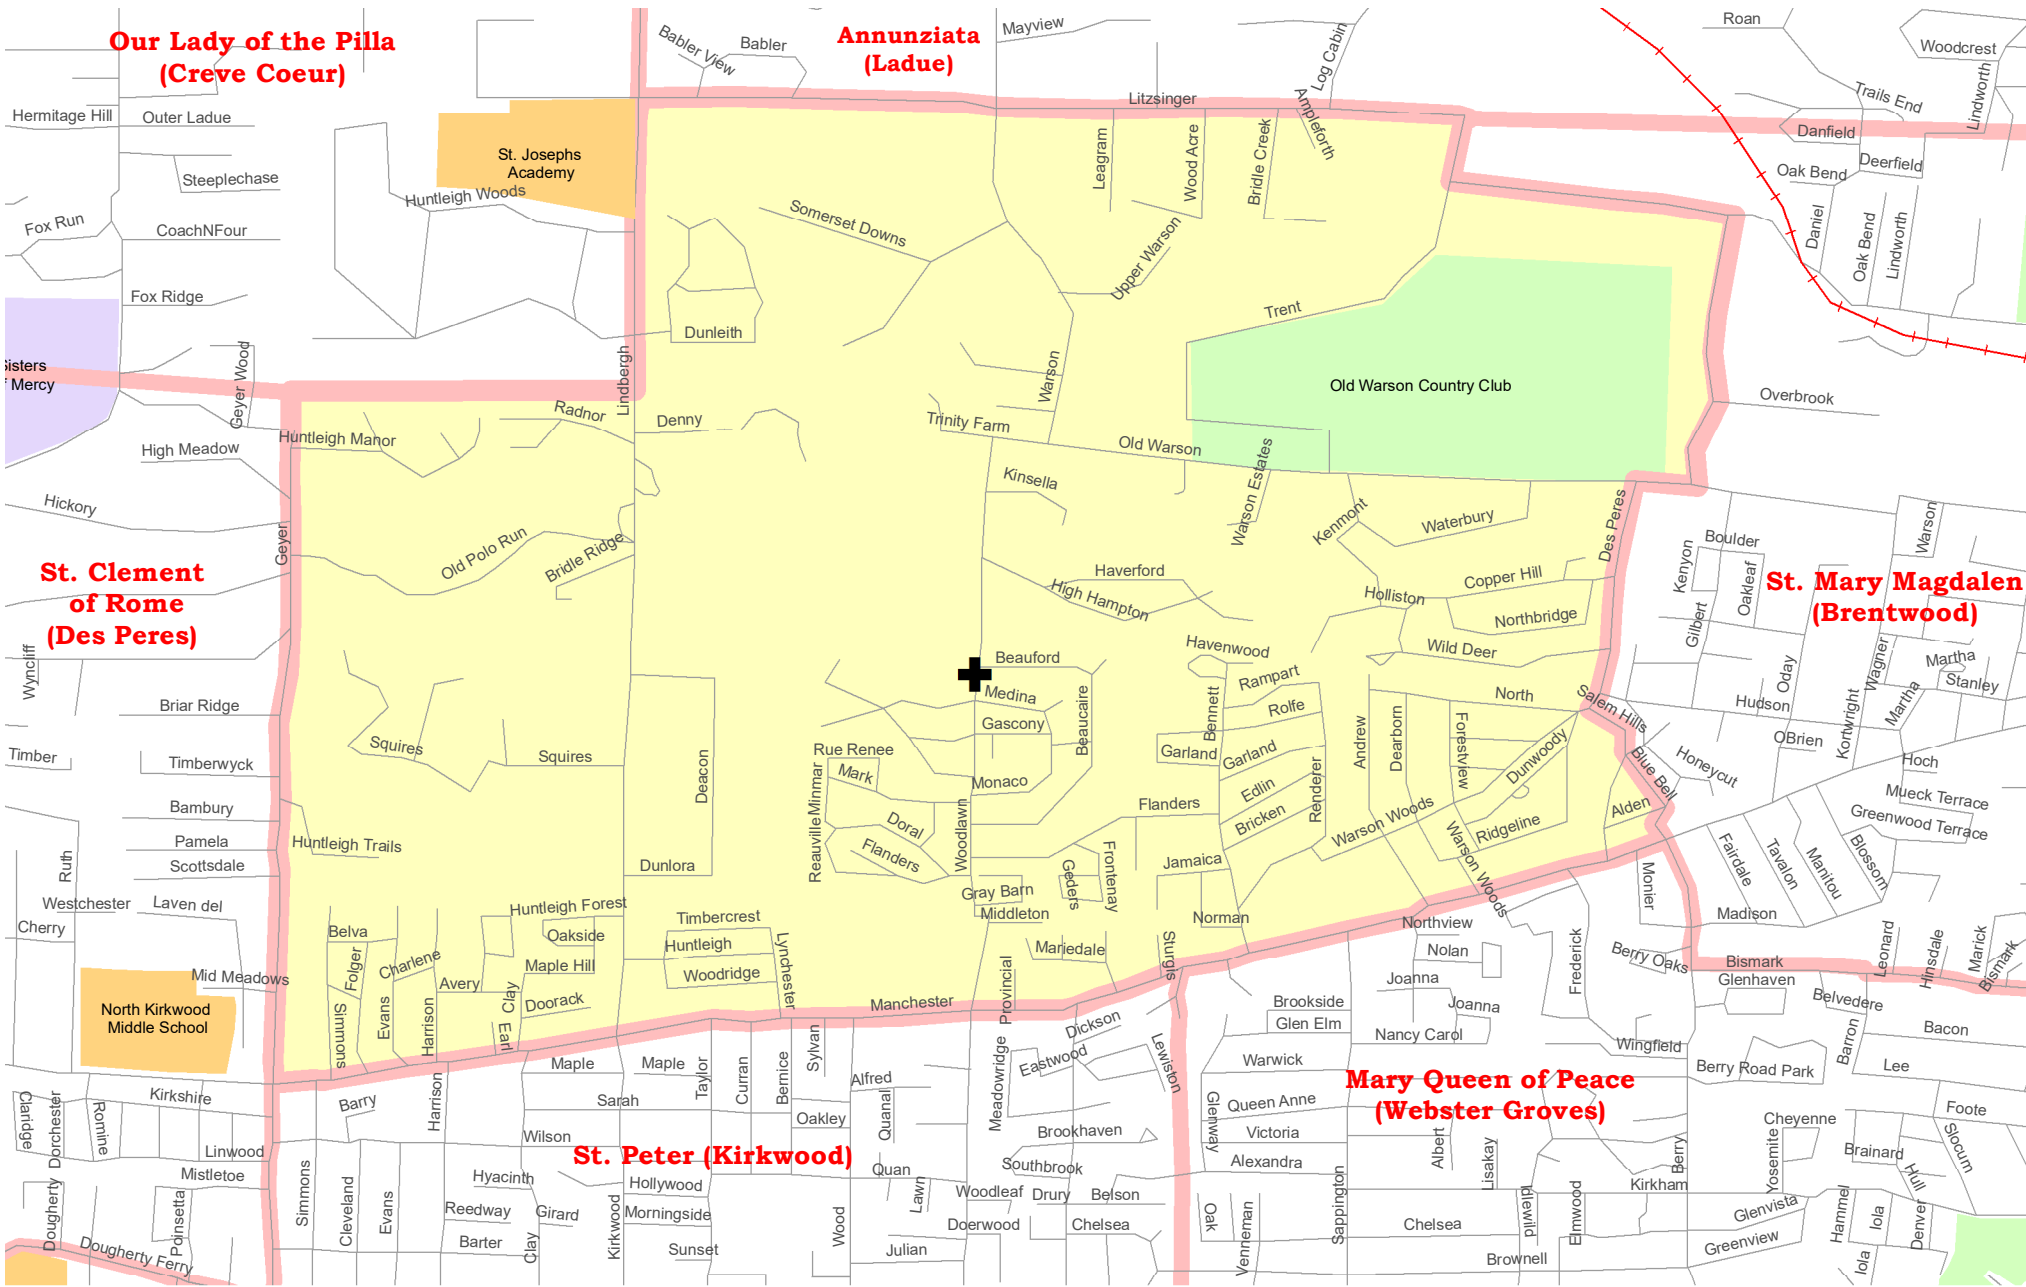 Our Lady of the Pilla
(Creve Coeur)
Annunziata
(Ladue)
Mayview
Babler View
Babler
Log Cabin
Roan
Woodcrest
Hermitage Hill
Outer Ladue
Litzsinger
Trails End
Lindworth
Danfield
Ampleforth
St. Josephs
Academy
Leagram
Wood Acre
Bridle Creek
Deerfield
Oak Bend
Steeplechase
Huntleigh Woods
Fox Run
CoachNFour
Somerset Downs
Upper Warson
Daniel
Oak Bend
Lindworth
Fox Ridge
Trent
Dunleith
Sisters
f Mercy
Geyer Wood
Lindbergh
Warson
Old Warson Country Club
Overbrook
Radnor
Denny
Trinity Farm
Old Warson
Huntleigh Manor
High Meadow
Kinsella
Warson Estates
Hickory
Kenmont
Waterbury
Des Peres
Warson
Geyer
Old Polo Run
Bridle Ridge
Boulder
Kenyon
Oakleaf
St. Clement
of Rome
(Des Peres)
Haverford
High Hampton
Holliston
Copper Hill
Northbridge
St. Mary Magdalen
(Brentwood)
Gilbert
Wyncliff
Beauford
Havenwood
Wild Deer
Oday
Wagner
Martha
Stanley
Medina
Rampart
North
Salem Hills
Hudson
Martha
Briar Ridge
Gascony
Beaucaire
Bennett
Rolfe
Andrew
Dearborn
Forestview
Dunwoody
Kortwright
OBrien
Squires
Squires
Timber
Timberwyck
Deacon
Rue Renee
Mark
Minmar
Monaco
Garland
Garland
Blue Bell
Honeycut
Hoch
Mueck Terrace
Bambury
Reauville
Doral
Woodlawn
Flanders
Edlin
Bricken
Renderer
Warson Woods
Warson Woods
Ridgeline
Alden
Greenwood Terrace
Pamela
Huntleigh Trails
Flanders
Ruth
Scottsdale
Dunlora
Jamaica
Frontenay
Geders
Fairdale
Tavalon
Manitou
Blossom
Monier
Westchester
Laven del
Gray Barn
Middleton
Norman
Northview
Madison
Cherry
Huntleigh Forest
Oakside
Timbercrest
Huntleigh
Woodridge
Lynchester
Belva
Folger
Charlene
Maple Hill
Mariedale
Sturgis
Nolan
Frederick
Berry Oaks
Bismark
Leonard
Hinsdale
Marick
Bismark
Mid Meadows
Avery
Clay
Doorack
Joanna
Joanna
Glenhaven
Belvedere
North Kirkwood
Middle School
Simmons
Evans
Harrison
Earl
Manchester
Provincial
Brookside
Glen Elm
Nancy Carol
Dickson
Wingfield
Barron
Bacon
Maple
Maple
Taylor
Curran
Bernice
Sylvan
Eastwood
Lewiston
Warwick
Berry Road Park
Lee
Mary Queen of Peace
(Webster Groves)
Claridge
Dorchester
Romine
Kirkshire
Barry
Harrison
Sarah
Alfred
Oakley
Quanal
Meadowridge
Glenway
Queen Anne
Foote
Cheyenne
Linwood
Wilson
Brookhaven
Victoria
Albert
Lisakay
Berry
Yosemite
Brainard
Slocum
St. Peter (Kirkwood)
Mistletoe
Hyacinth
Quan
Southbrook
Alexandra
Kirkham
Hull
Dougherty
Poinsetta
Simmons
Cleveland
Evans
Reedway
Girard
Hollywood
Morningside
Kirkwood
Lawn
Woodleaf
Drury
Belson
Oak
Venneman
Sappington
Idlewild
Elmwood
Glenvista
Hammel
Iola
Denver
Wood
Doerwood
Chelsea
Chelsea
Dougherty Ferry
Barter
Clay
Sunset
Julian
Brownell
Greenview
Iola